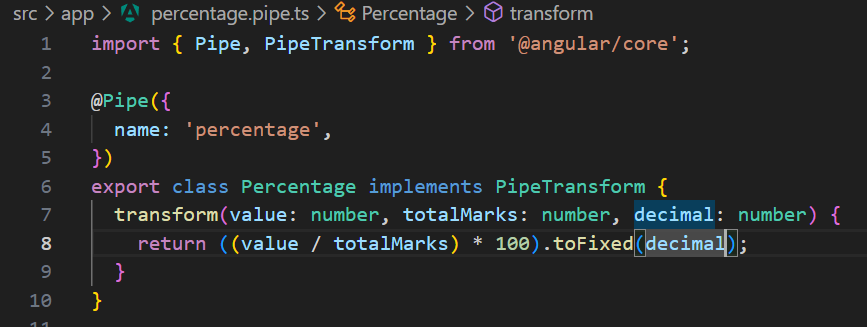 src > app > percentage.pipe.ts > Percentage > transform
1 import { Pipe, PipeTransform } from '@angular/core';
2
3 @Pipe({
4   name: 'percentage',
5 })
6 export class Percentage implements PipeTransform {
7   transform(value: number, totalMarks: number, decimal: number) {
8     return ((value / totalMarks) * 100).toFixed(decimal);
9   }
10 }